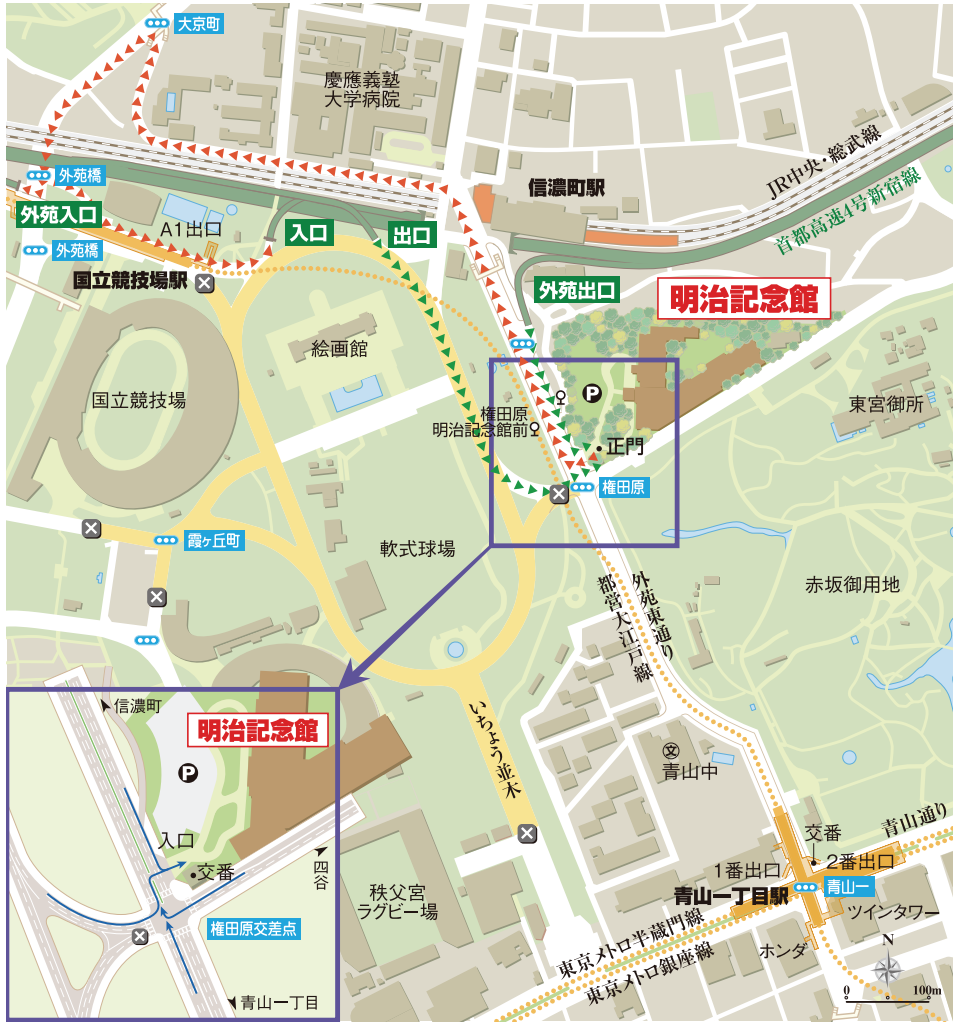 大京町
慶應義塾
大学病院
外苑橋
外苑入口
A1出口
入口
出口
信濃町駅
JR中央・総武線
首都高速4号新宿線
外苑橋
国立競技場駅
外苑出口
明治記念館
絵画館
国立競技場
P
権田原
明治記念館前
正門
東宮御所
権田原
霞ヶ丘町
軟式球場
都営大江戸線
外苑東通り
赤坂御用地
信濃町
明治記念館
P
入口
交番
四谷
権田原交差点
青山一丁目
いちょう並木
文
青山中
秩父宮
ラグビー場
交番
青山通り
1番出口
2番出口
青山一丁目駅
青山一
ツインタワー
東京メトロ半蔵門線
東京メトロ銀座線
ホンダ
N
0
100m